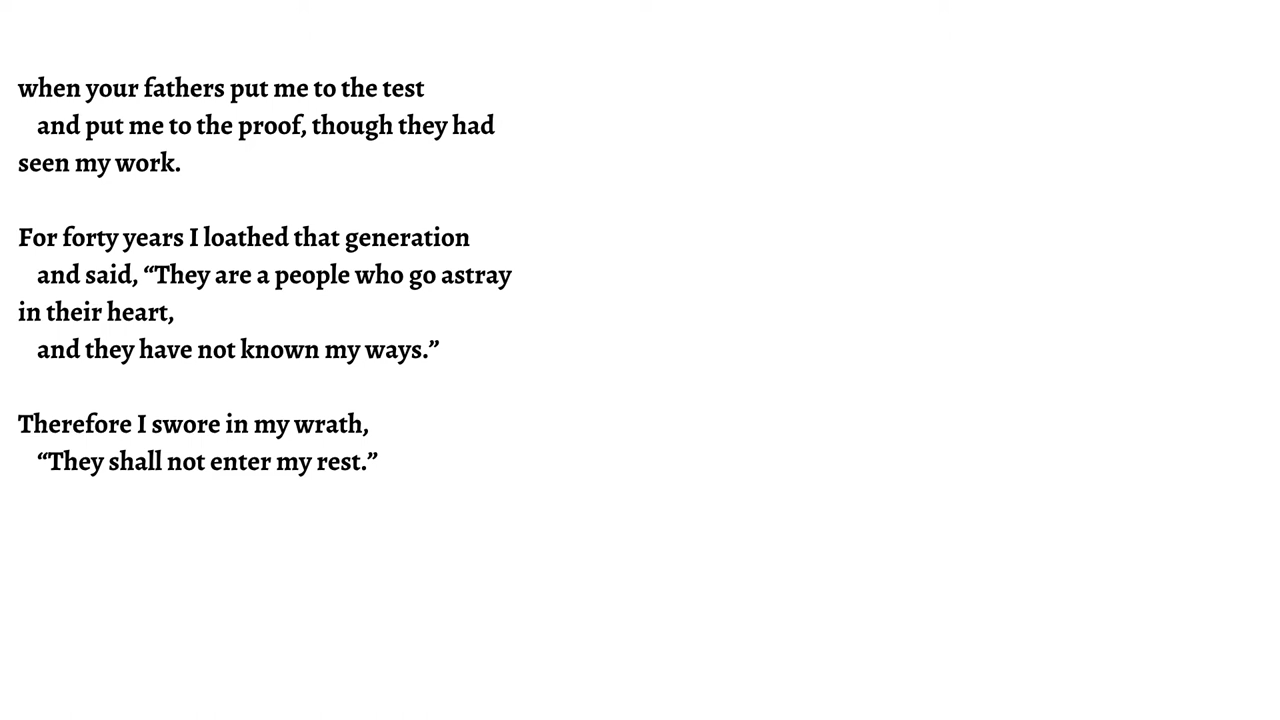 when your fathers put me to the test
and put me to the proof, though they had
seen my work.
For forty years I loathed that generation
and said, “They are a people who go astray
in their heart,
and they have not known my ways.”
Therefore I swore in my wrath,
“They shall not enter my rest.”